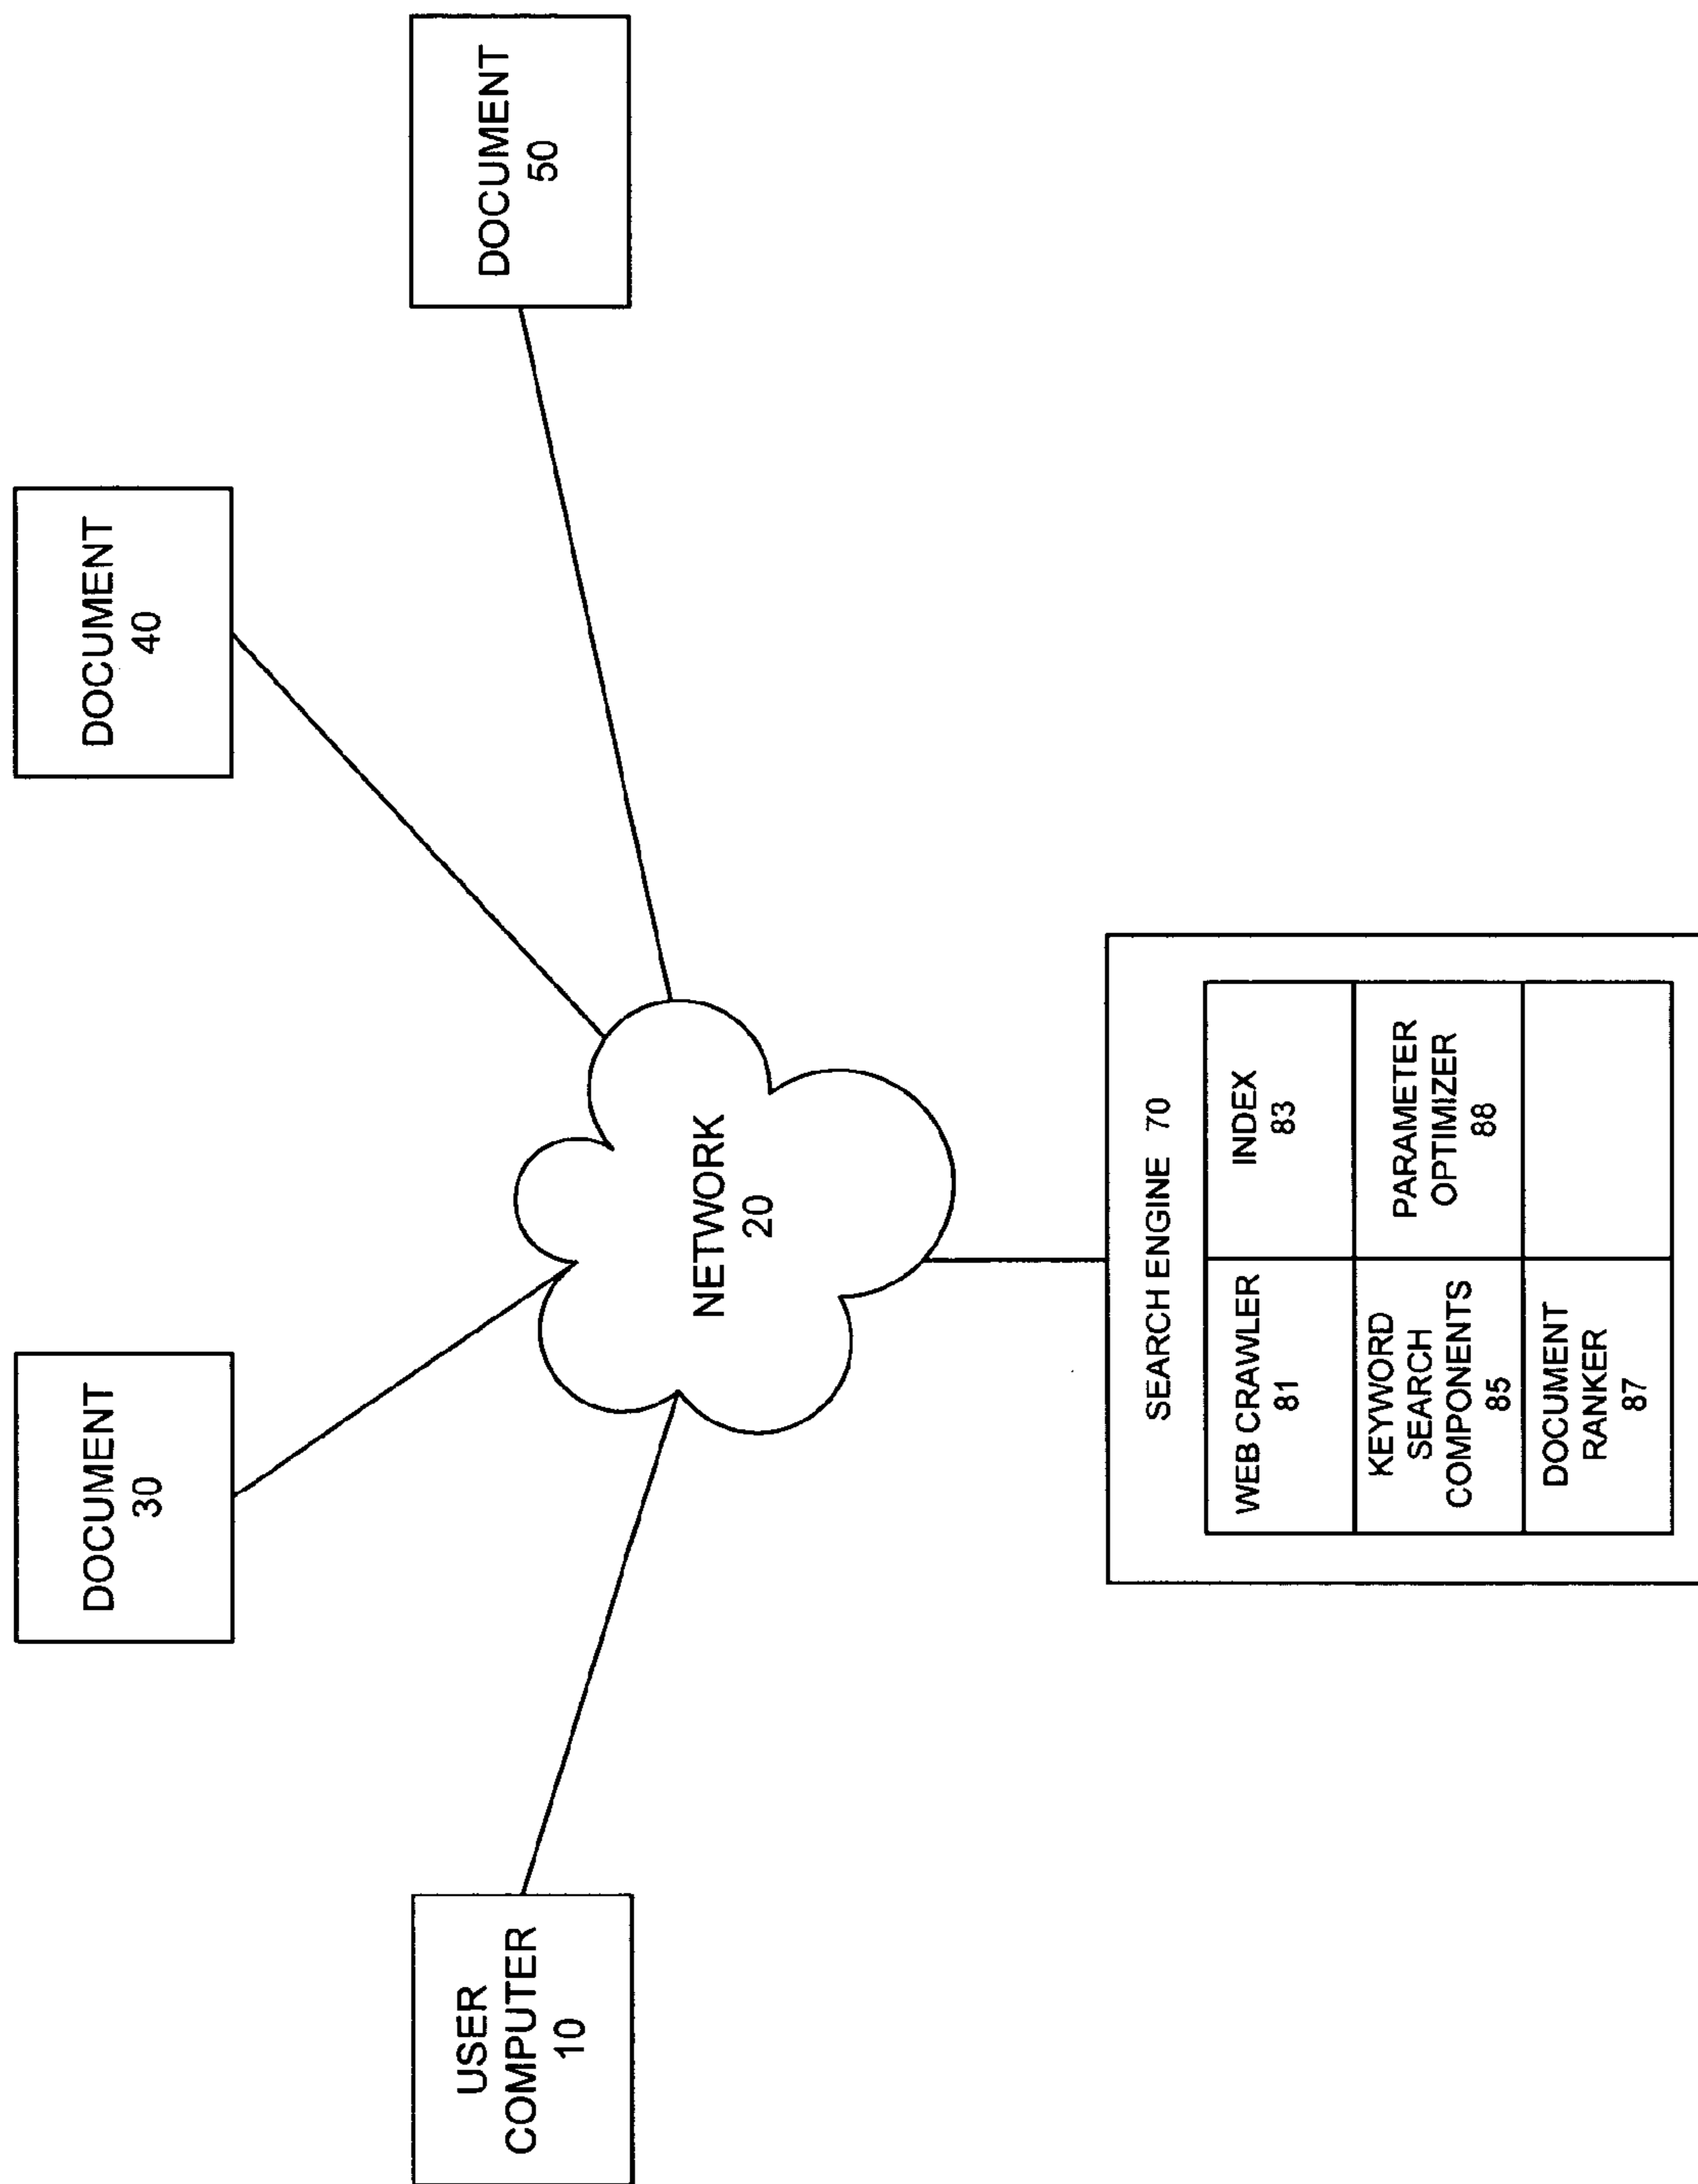 DOCUMENT
30
DOCUMENT
40
USER
COMPUTER
10
DOCUMENT
50
NETWORK
20
SEARCH ENGINE 70
WEB CRAWLER
81
INDEX
83
KEYWORD
SEARCH
COMPONENTS
85
PARAMETER
OPTIMIZER
88
DOCUMENT
RANKER
87